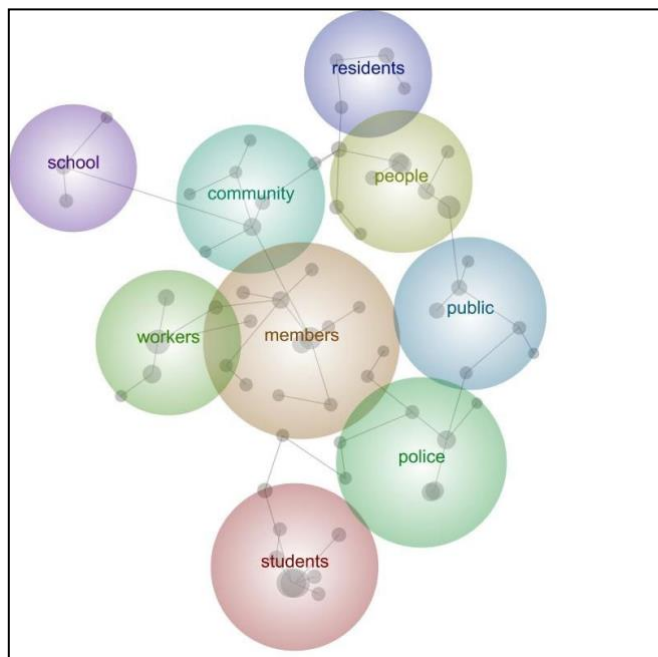 residents
school
people
community
public
workers
members
police
students